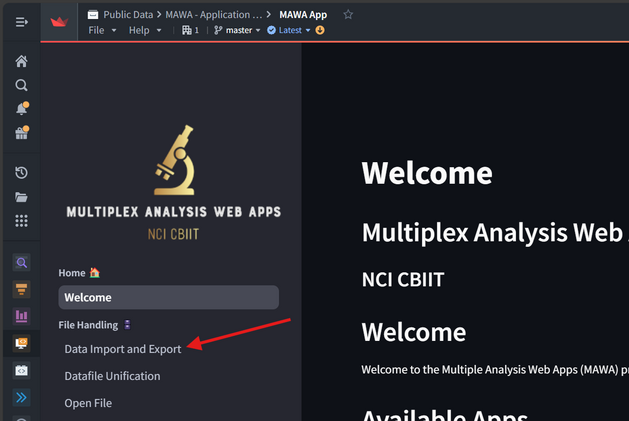 Public Data > MAWA - Application ... > MAWA App
File Help 1 master Latest
MULTIPLEX ANALYSIS WEB APPS
NCI CBIIT
Home
Welcome
File Handling
Data Import and Export
Datafile Unification
Open File
Welcome
Multiplex Analysis Web
NCI CBIIT
Welcome
Welcome to the Multiple Analysis Web Apps (MAWA) p
Available Apps